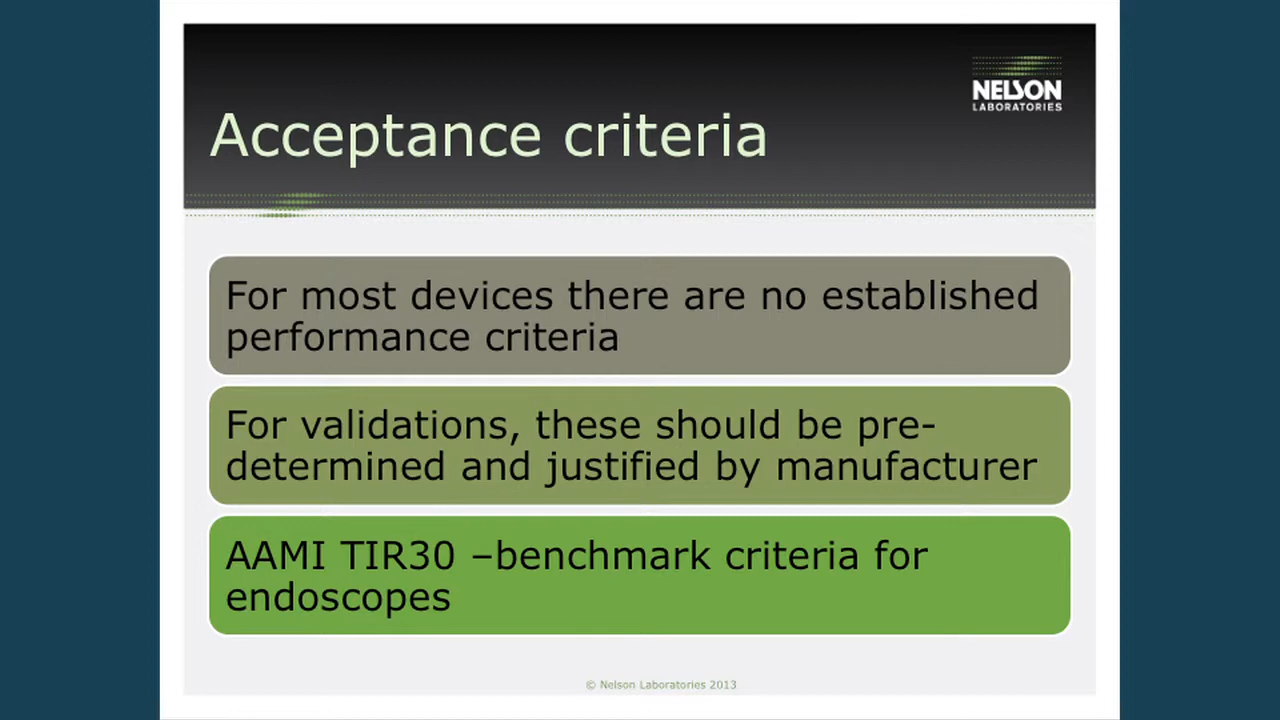 NELSON
LABORATORIES
Acceptance criteria
For most devices there are no established
performance criteria
For validations, these should be pre-
determined and justified by manufacturer
AAMI TIR30 –benchmark criteria for
endoscopes
© Nelson Laboratories 2013